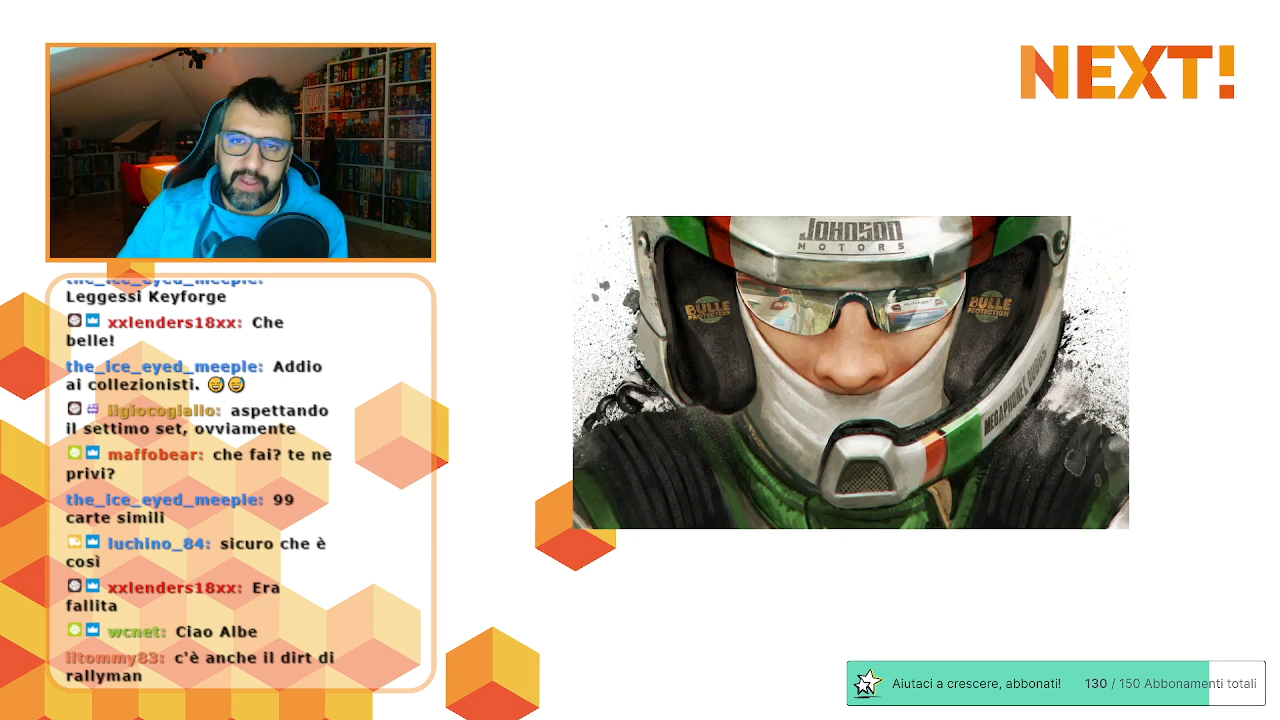 NEXT!
the_ice_eyed_meeple:
Leggessi Keyforge
xxlenders18xx: Che
belle!
the_ice_eyed_meeple: Addio
ai collezionisti.
ilgiocogiallo: aspettando
il settimo set, ovviamente
maffobear: che fai? te ne
privi?
the_ice_eyed_meeple: 99
carte simili
luchino_84: sicuro che è
così
xxlenders18xx: Era
fallita
wcnet: Ciao Albe
iltommy83: c'è anche il dirt di
rallyman
JOHNSON
MOTORS
BULLE
PROTECTION
BULLE
PROTECTION
Aiutaci a crescere, abbonati! 130 / 150 Abbonamenti totali